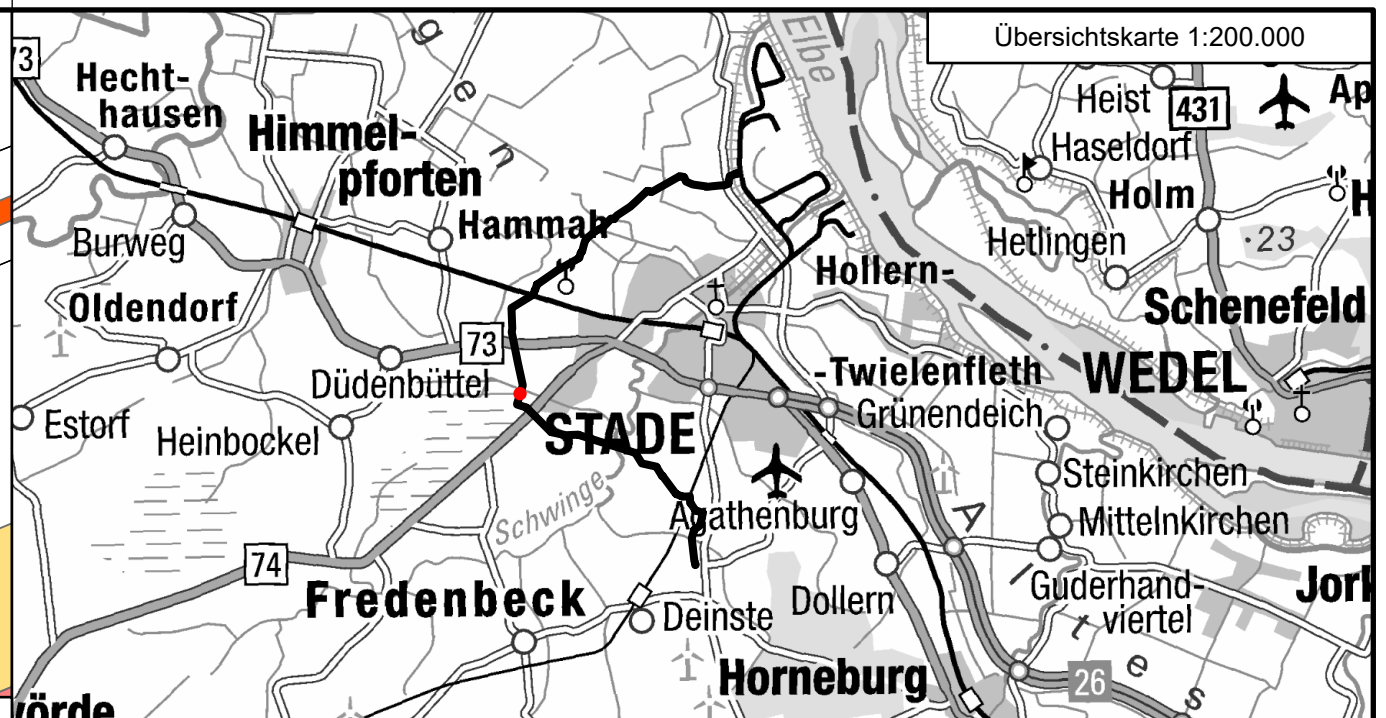 Übersichtskarte 1:200.000
73
Hecht-
hausen
Himmel-
pforten
g
e
n
Elbe
Heist
431
Ap
Haseldorf
Holm
H
Hetlingen
·23
Burweg
Hammah
Hollern-
Oldendorf
Schenefeld
73
Düdenbüttel
-Twielenfleth
WEDEL
Grünendeich
Estorf
Heinbockel
STADE
Steinkirchen
Schwinge
Agathenburg
A
Mittelnkirchen
74
l
Guderhand-
viertel
Jork
Fredenbeck
Deinste
Dollern
t
e
s
Horneburg
26
vörde